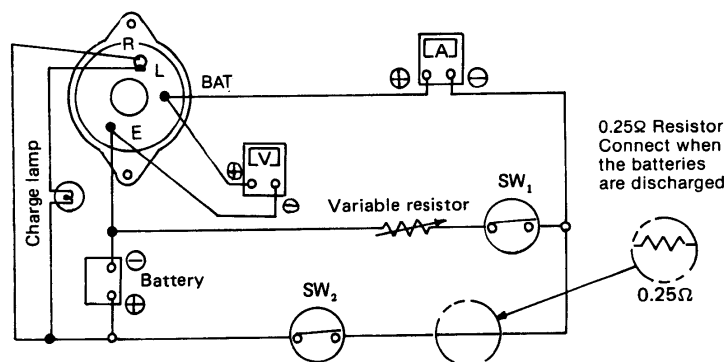 R
L
BAT
E
A
⊕
⊖
V
⊕
⊖
0.25Ω Resistor
Connect when
the batteries
are discharged
SW₁
Variable resistor
Charge lamp
⊖
Battery
⊕
SW₂
0.25Ω